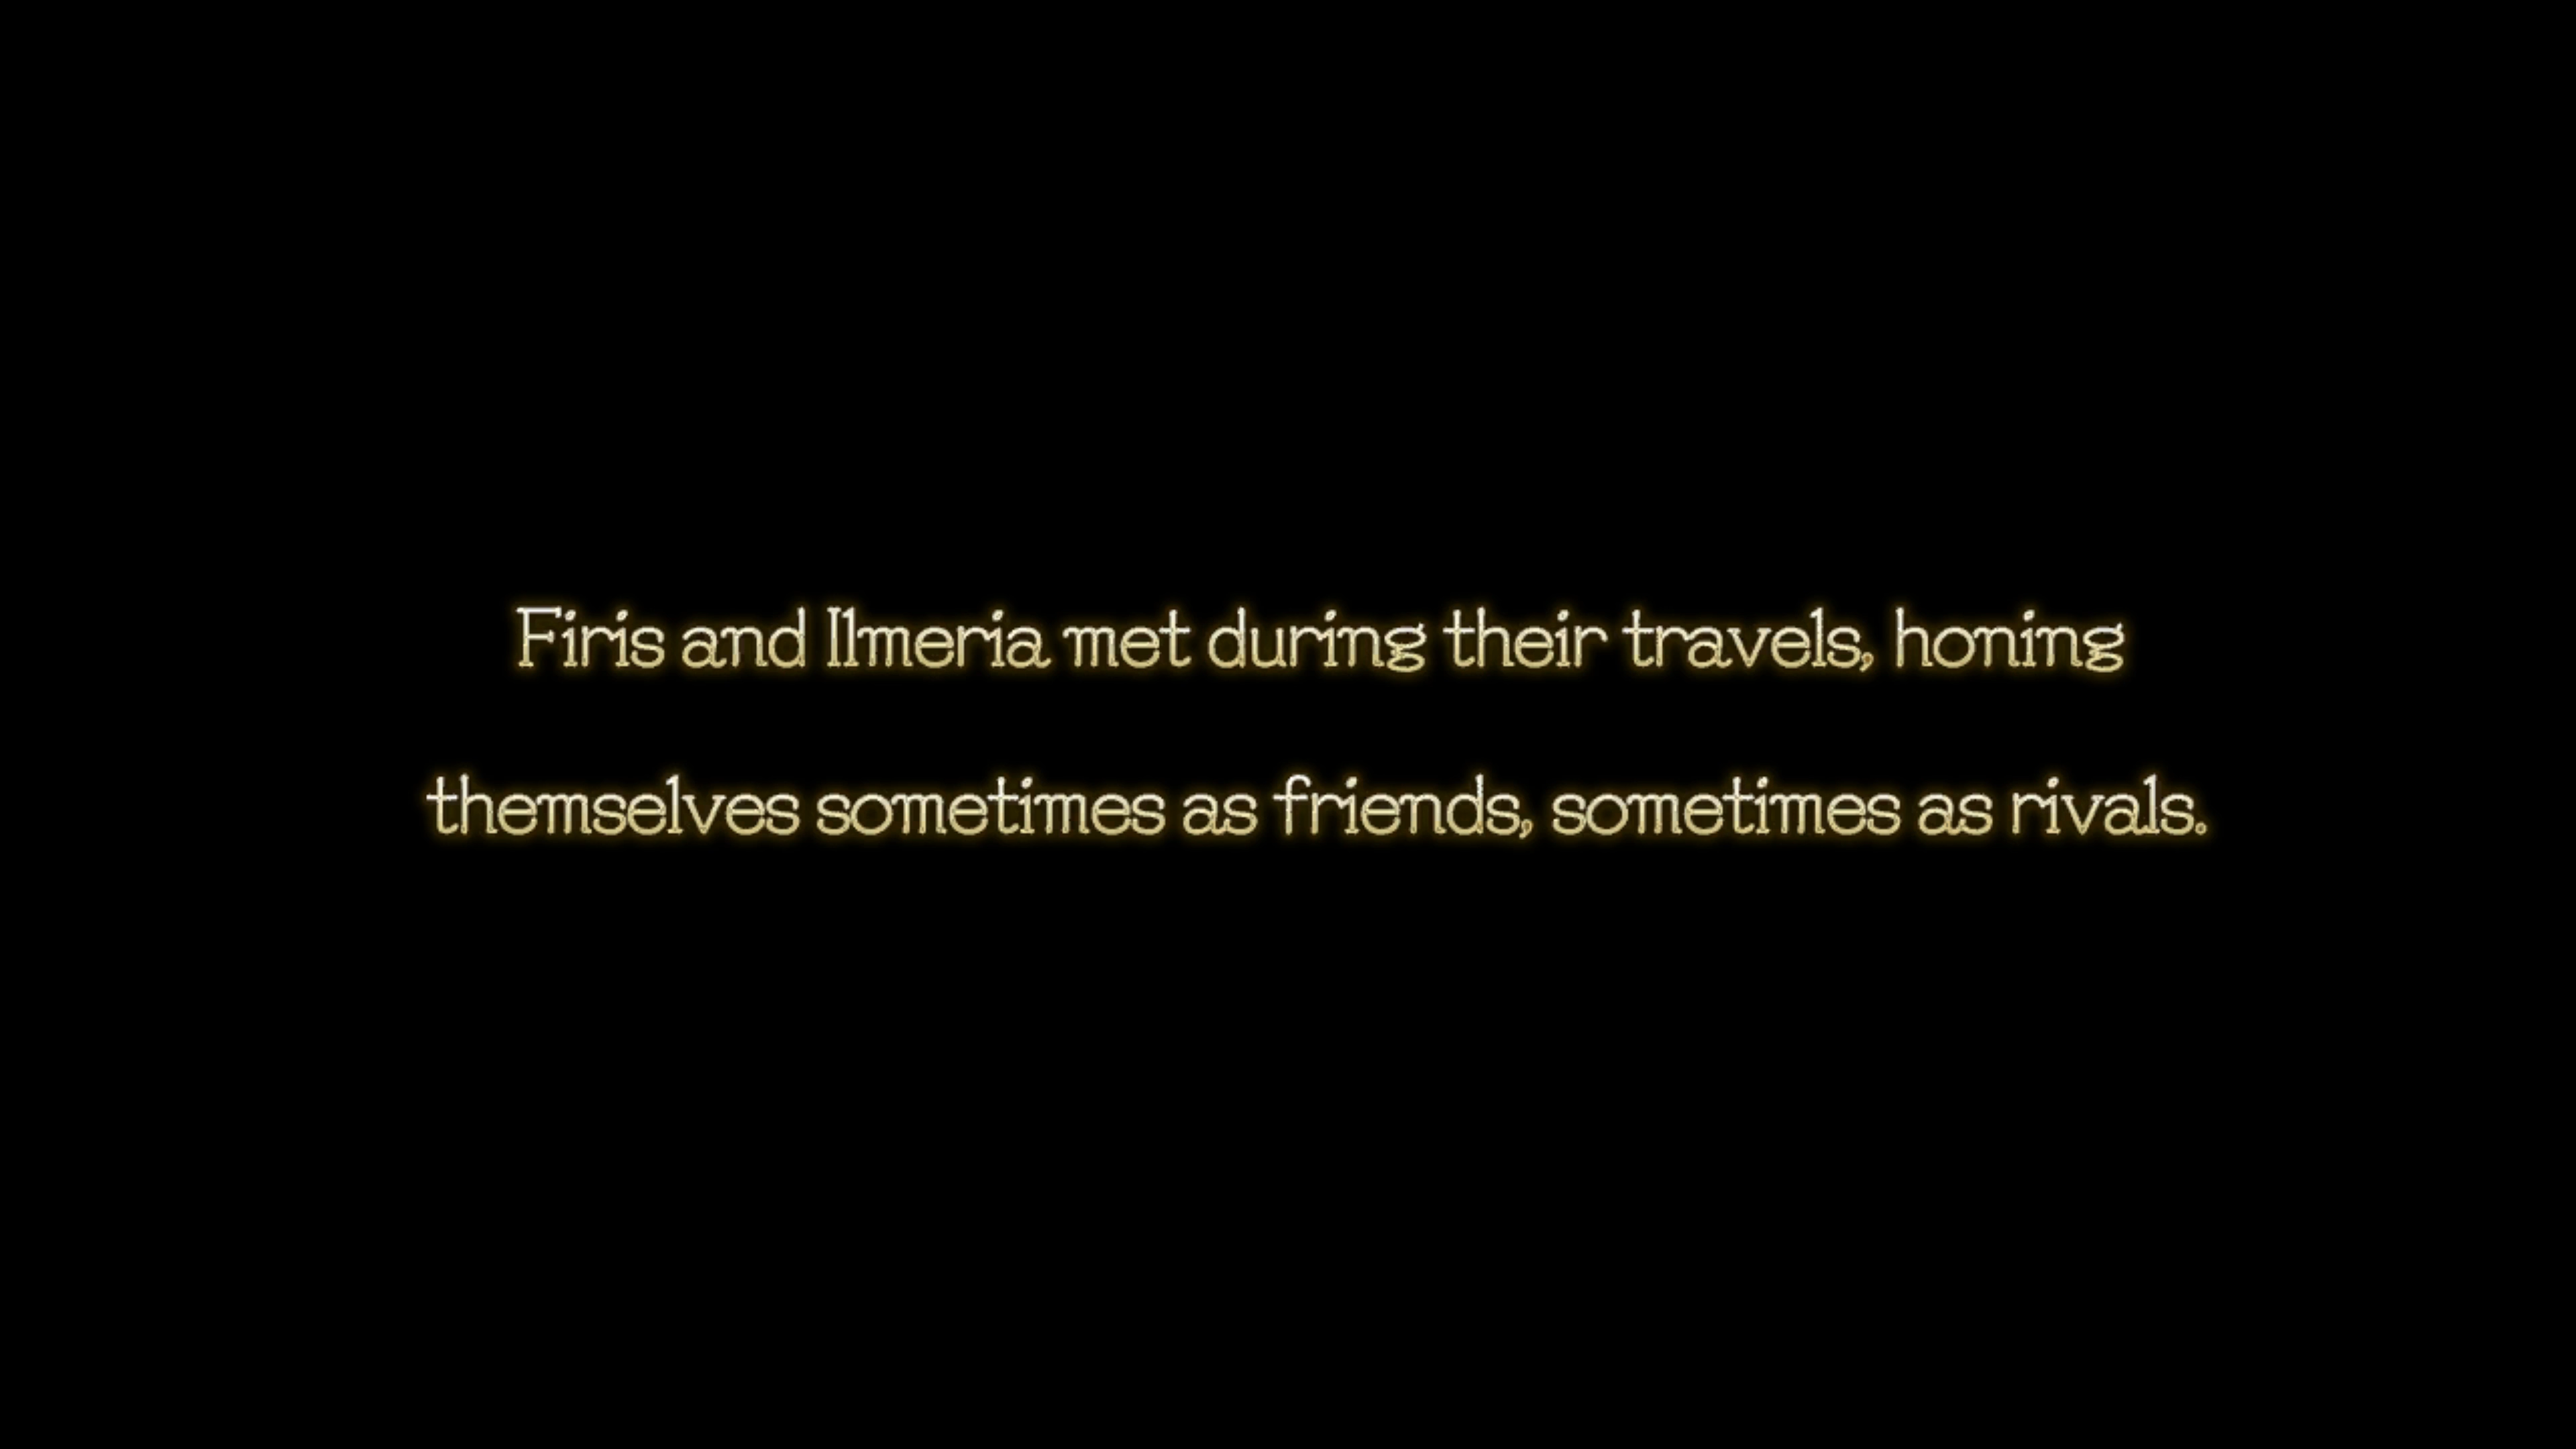 Firis and Ilmeria met during their travels, honing
themselves sometimes as friends, sometimes as rivals.